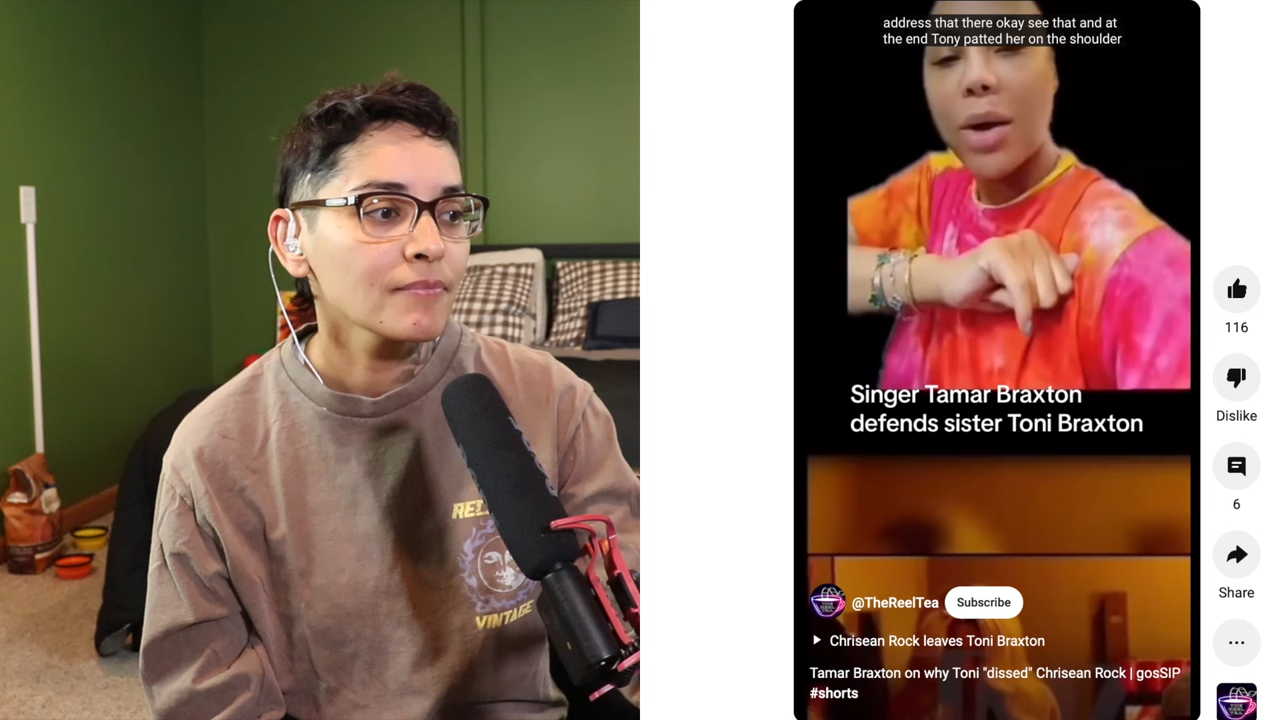 address that there okay see that and at
the end Tony patted her on the shoulder
Singer Tamar Braxton
defends sister Toni Braxton
@TheReelTea
Subscribe
Chrisean Rock leaves Toni Braxton
Tamar Braxton on why Toni "dissed" Chrisean Rock | gosSIP
#shorts
116
Dislike
6
Share
VINTAGE